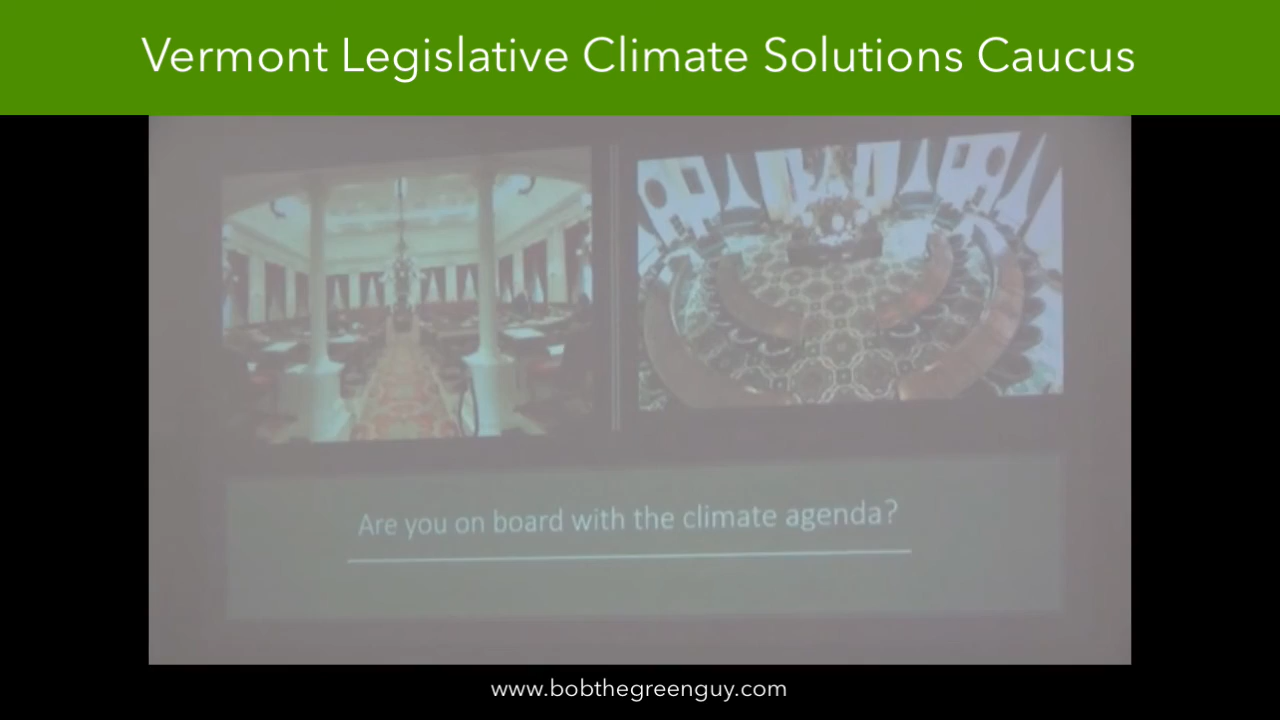 Vermont Legislative Climate Solutions Caucus
Are you on board with the climate agenda?
www.bobthegreenguy.com